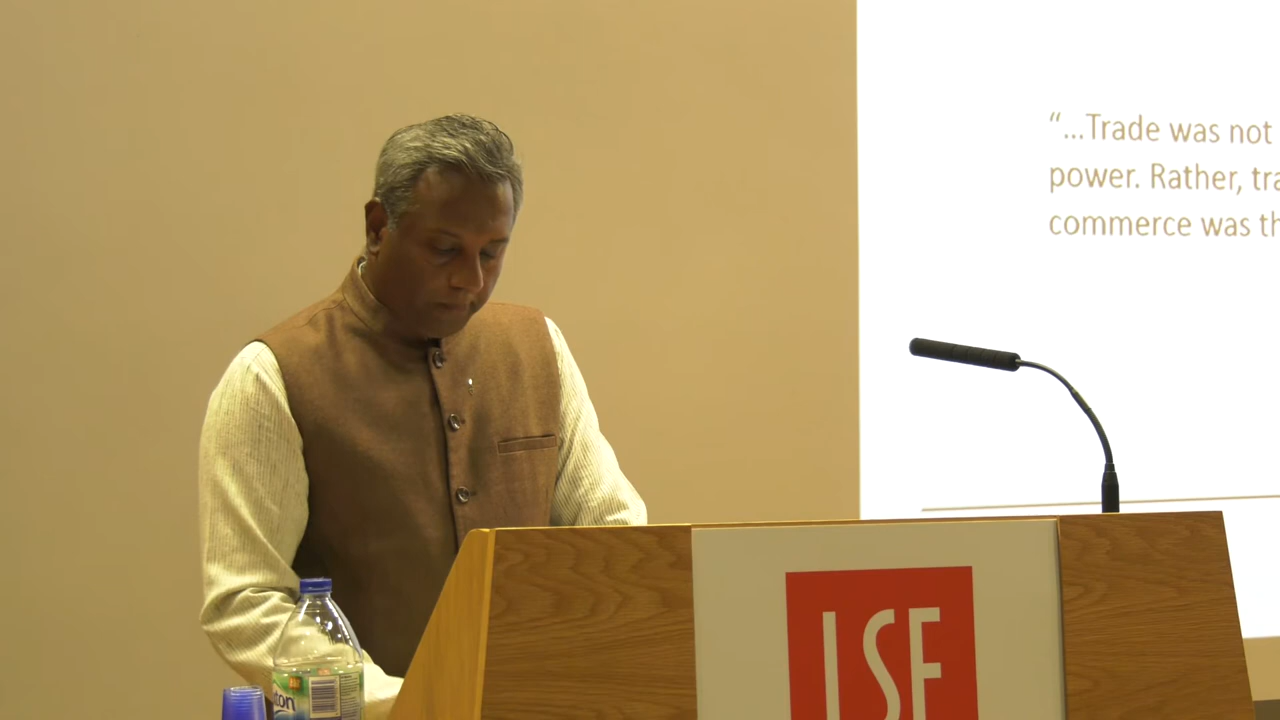 “...Trade was not
power. Rather, tra
commerce was th
LSE
ton